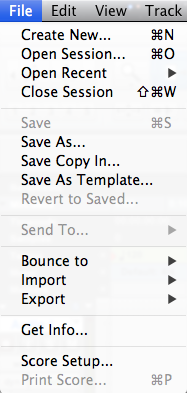 File Edit View Track
Create New... ⌘N
Open Session... ⌘O
Open Recent ▶
Close Session ⇧⌘W
Save ⌘S
Save As...
Save Copy In...
Save As Template...
Revert to Saved...
Send To... ▶
Bounce to ▶
Import ▶
Export ▶
Get Info...
Score Setup...
Print Score... ⌘P